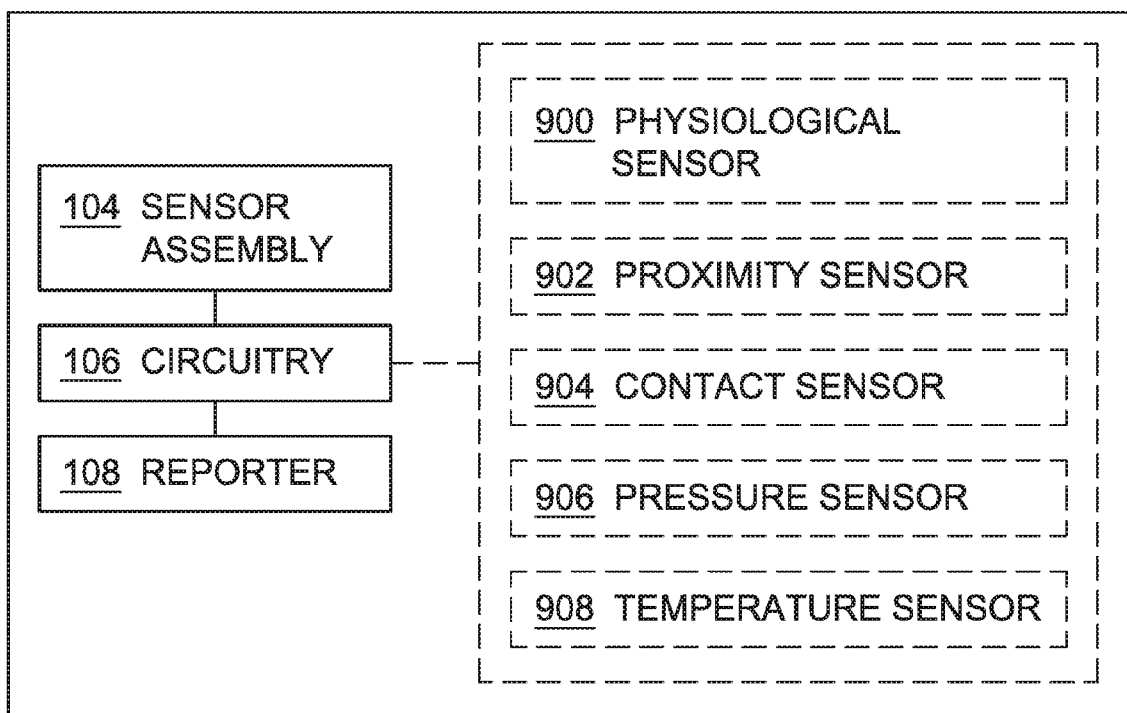 104 SENSOR
ASSEMBLY
106 CIRCUITRY
108 REPORTER
900 PHYSIOLOGICAL
SENSOR
902 PROXIMITY SENSOR
904 CONTACT SENSOR
906 PRESSURE SENSOR
908 TEMPERATURE SENSOR